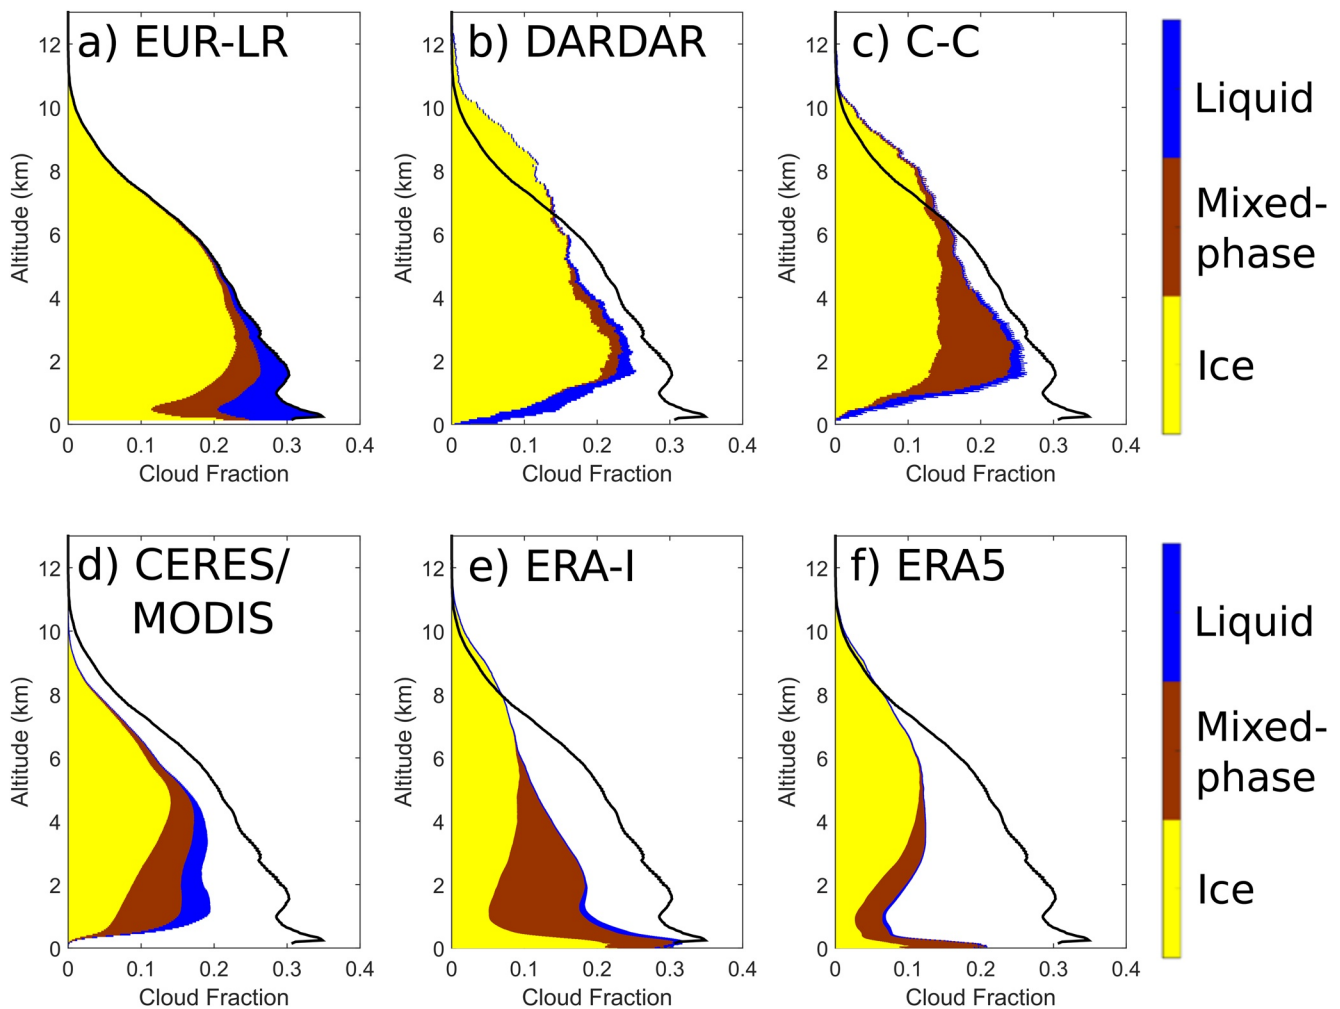 a) EUR-LR
b) DARDAR
c) C-C
12
10
8
6
4
2
0
Altitude (km)
0 0.1 0.2 0.3 0.4
Cloud Fraction
12
10
8
6
4
2
0
Altitude (km)
0 0.1 0.2 0.3 0.4
Cloud Fraction
12
10
8
6
4
2
0
Altitude (km)
0 0.1 0.2 0.3 0.4
Cloud Fraction
Liquid
Mixed-
phase
Ice
d) CERES/
MODIS
e) ERA-I
f) ERA5
12
10
8
6
4
2
0
Altitude (km)
0 0.1 0.2 0.3 0.4
Cloud Fraction
12
10
8
6
4
2
0
Altitude (km)
0 0.1 0.2 0.3 0.4
Cloud Fraction
12
10
8
6
4
2
0
Altitude (km)
0 0.1 0.2 0.3 0.4
Cloud Fraction
Liquid
Mixed-
phase
Ice